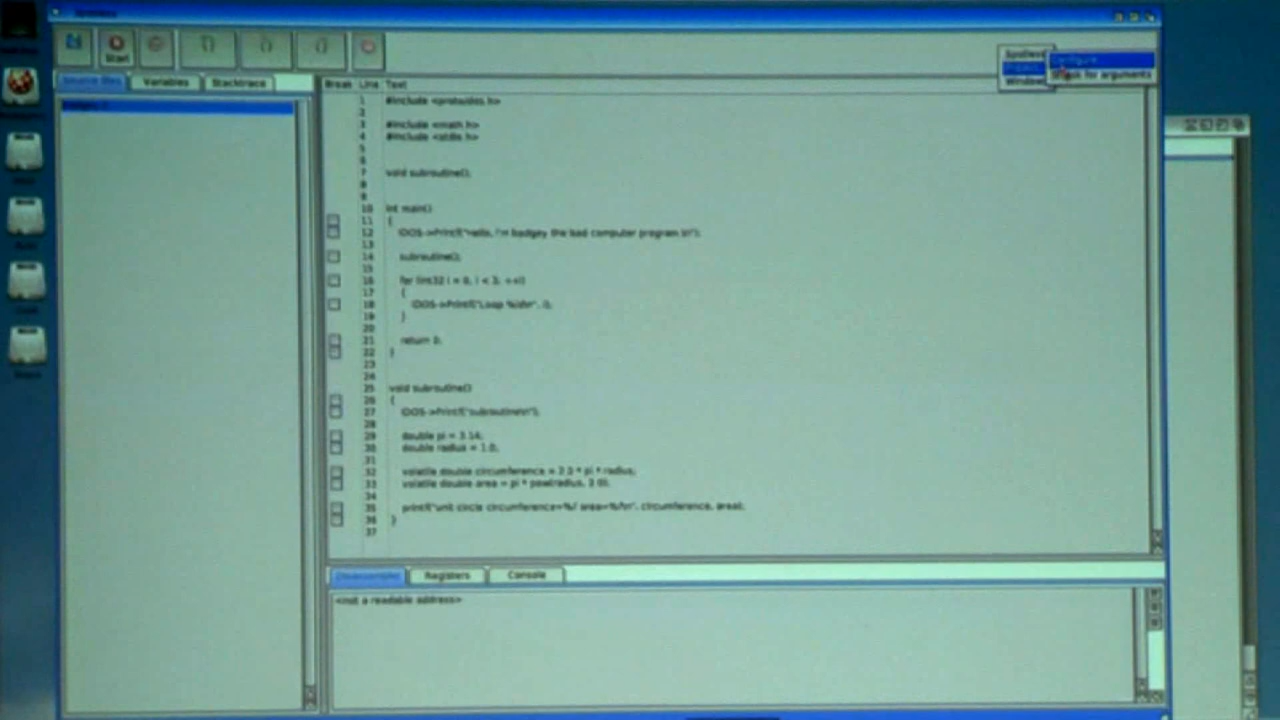 Start
Source files Variables Stacktrace
Break Line Text
1 #include <proto/dos.h>
2
3 #include <math.h>
4 #include <stdio.h>
5
6
7 void subroutine();
8
9
10 int main()
11 {
12 IDOS->Printf("Hello, I'm badgey the bad computer program.\n");
13
14 subroutine();
15
16 for (int32 i = 0; i < 3; ++i)
17 {
18 IDOS->Printf("Loop %d\n", i);
19 }
20
21 return 0;
22 }
23
24
25 void subroutine()
26 {
27 IDOS->Printf("subroutine\n");
28
29 double pi = 3.14;
30 double radius = 1.0;
31
32 volatile double circumference = 2.0 * pi * radius;
33 volatile double area = pi * pow(radius, 2.0);
34
35 printf("unit circle circumference=%f area=%f\n", circumference, area);
36 }
37
Configure
for arguments
Window
Registers Console
<not a readable address>